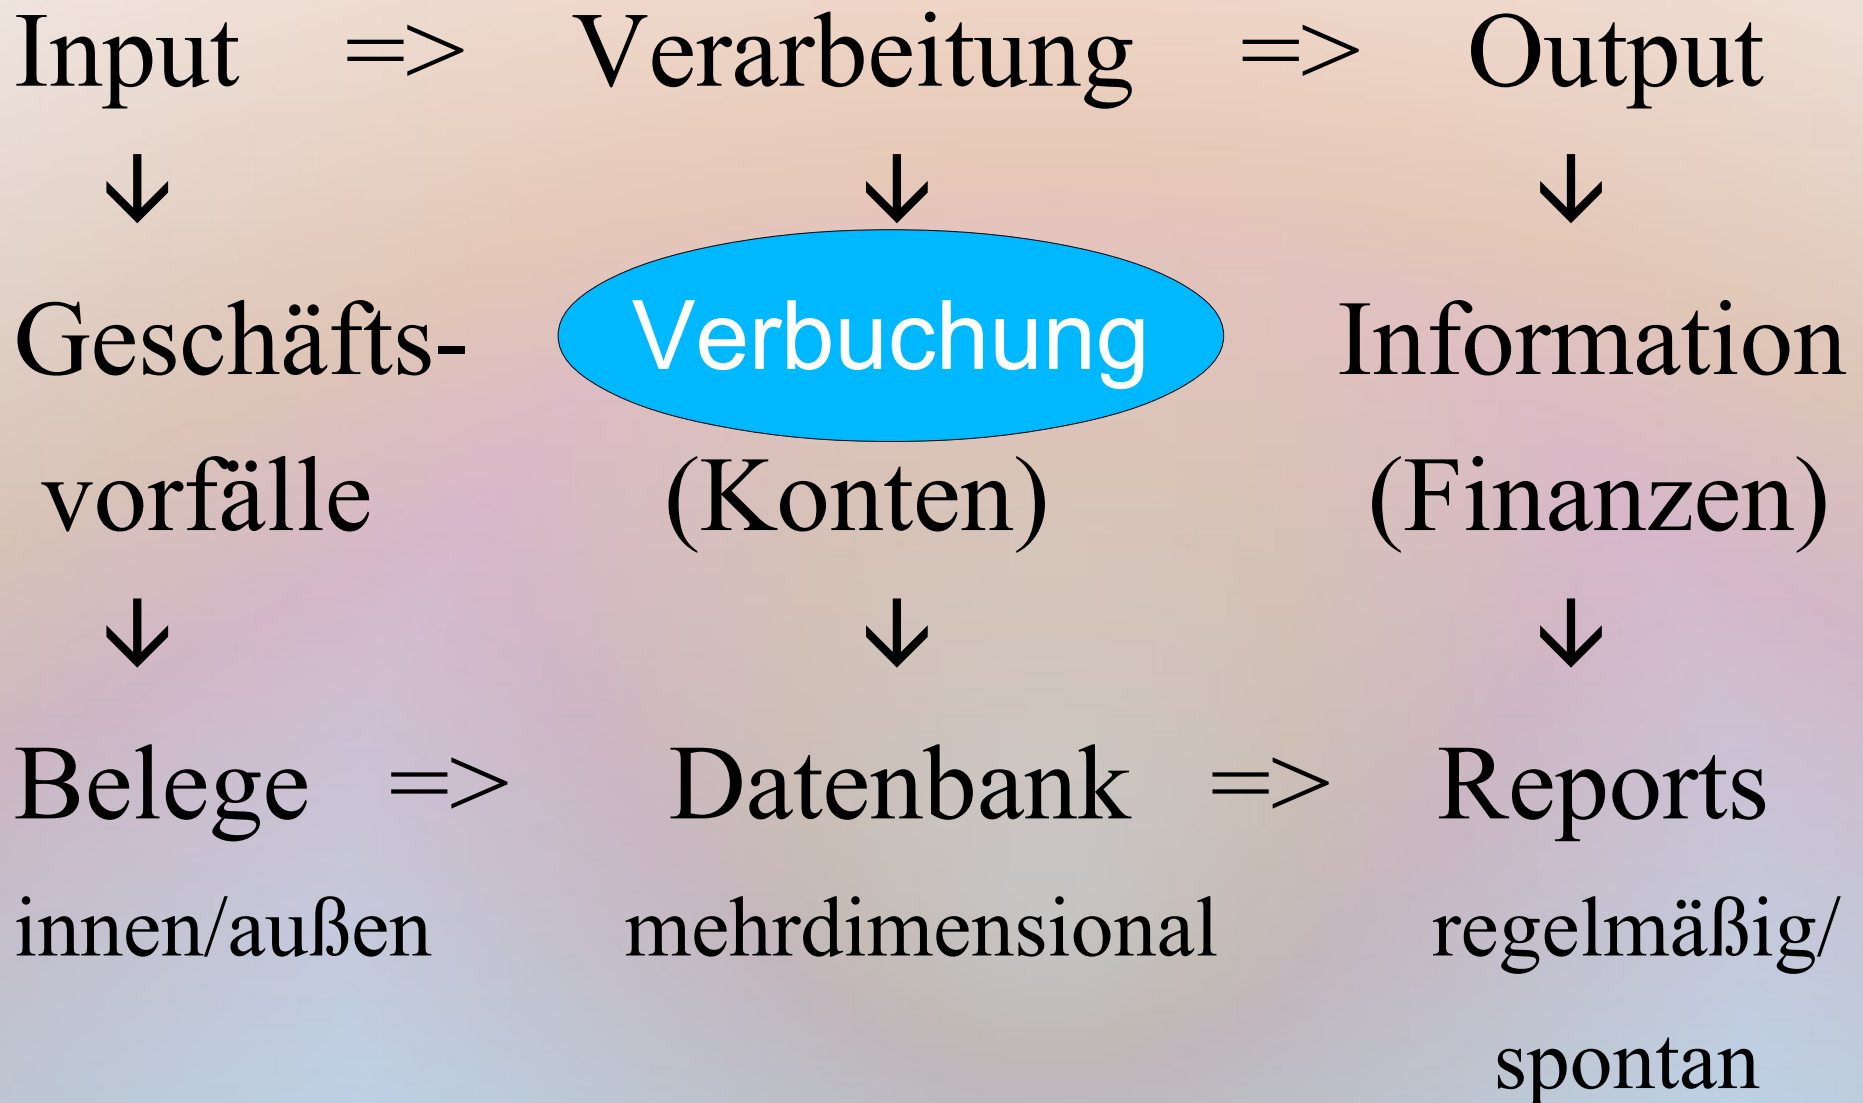 Input => Verarbeitung => Output
↓ ↓ ↓
Geschäfts- Verbuchung Information
vorfälle (Konten) (Finanzen)
↓ ↓ ↓
Belege => Datenbank => Reports
innen/außen mehrdimensional regelmäßig/
spontan